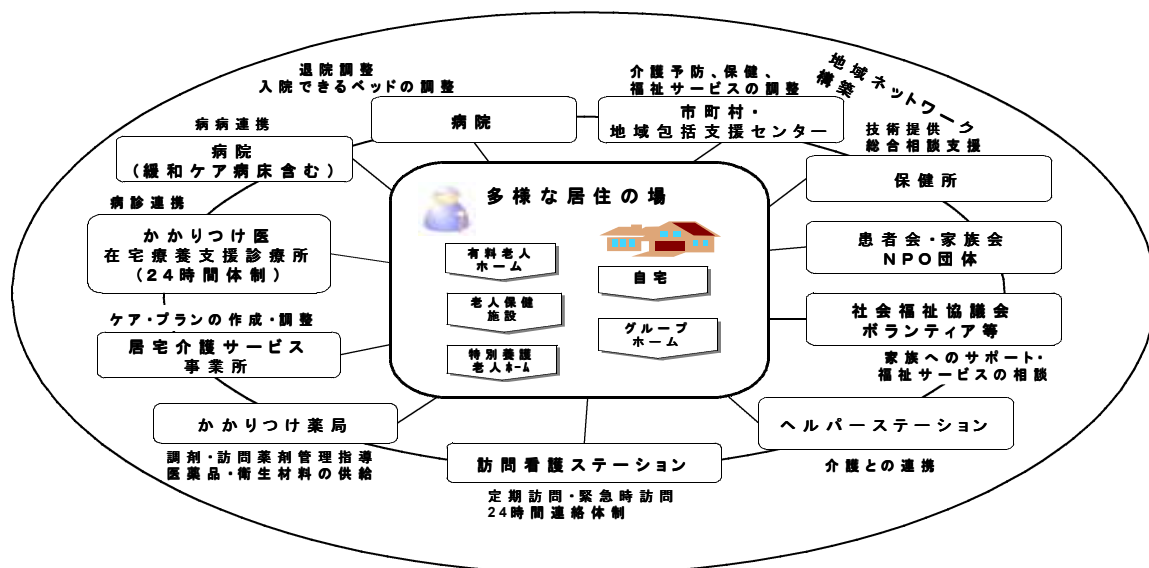 退院調整
入院できるベッドの調整
病院
介護予防、保健、
福祉サービスの調整
市町村・
地域包括支援センター
地域ネットワーク
構築
技術提供
総合相談支援
保健所
病病連携
病院
（緩和ケア病床含む）
病診連携
かかりつけ医
在宅療養支援診療所
（24時間体制）
多様な居住の場
有料老人
ホーム
老人保健
施設
特別養護
老人ホーム
自宅
グループ
ホーム
患者会・家族会
NPO団体
社会福祉協議会
ボランティア等
家族へのサポート・
福祉サービスの相談
ケア・プランの作成・調整
居宅介護サービス
事業所
かかりつけ薬局
調剤・訪問薬剤管理指導
医薬品・衛生材料の供給
訪問看護ステーション
定期訪問・緊急時訪問
24時間連絡体制
ヘルパーステーション
介護との連携